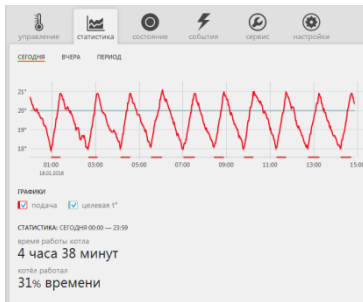 управление статистика состояние события сервис настройки
СЕГОДНЯ ВЧЕРА ПЕРИОД
21°
20°
19°
18°
01:00 03:00 05:00 07:00 09:00 11:00 13:00 15:00
18.01.2016
ГРАФИКИ
подача целевая t°
СТАТИСТИКА: СЕГОДНЯ 00:00 — 23:59
время работы котла
4 часа 38 минут
котёл работал
31% времени